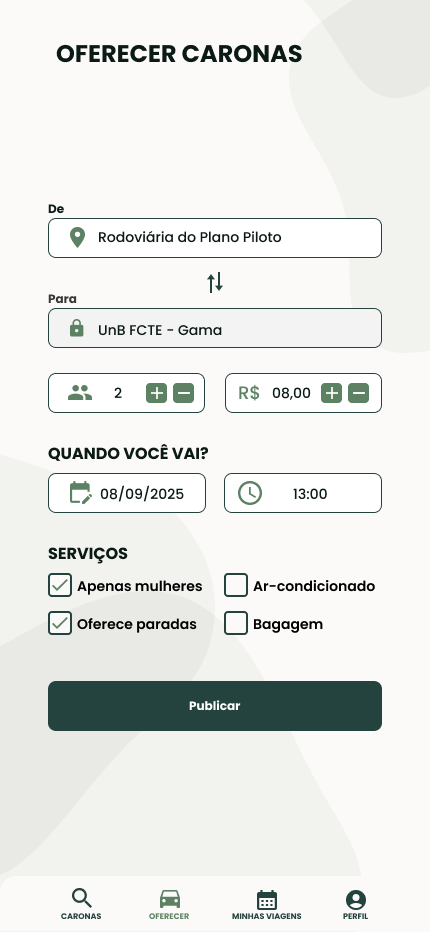 OFERECER CARONAS
De
Rodoviária do Plano Piloto
Para
UnB FCTE - Gama
2
R$ 08,00
QUANDO VOCÊ VAI?
08/09/2025
13:00
SERVIÇOS
Apenas mulheres
Ar-condicionado
Oferece paradas
Bagagem
Publicar
CARONAS
OFERECER
MINHAS VIAGENS
PERFIL